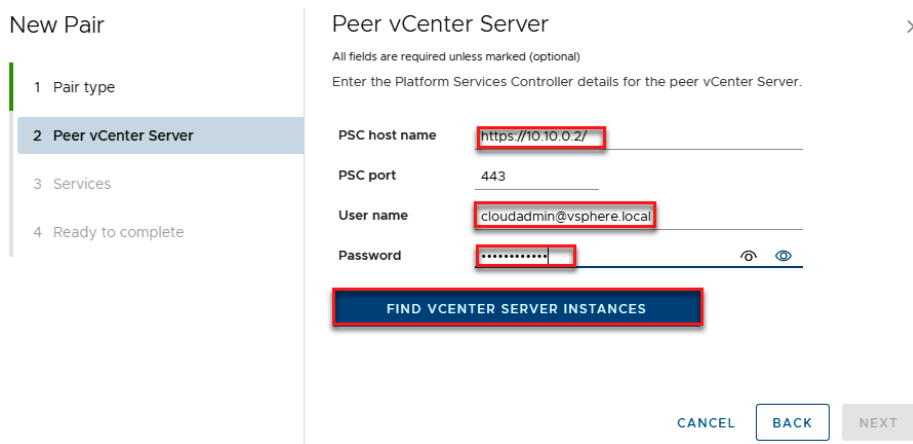 New Pair
1 Pair type
2 Peer vCenter Server
3 Services
4 Ready to complete
Peer vCenter Server
All fields are required unless marked (optional)
Enter the Platform Services Controller details for the peer vCenter Server.
PSC host name https://10.10.0.2/
PSC port 443
User name cloudadmin@vsphere.local
Password ••••••••••••
FIND VCENTER SERVER INSTANCES
CANCEL BACK NEXT